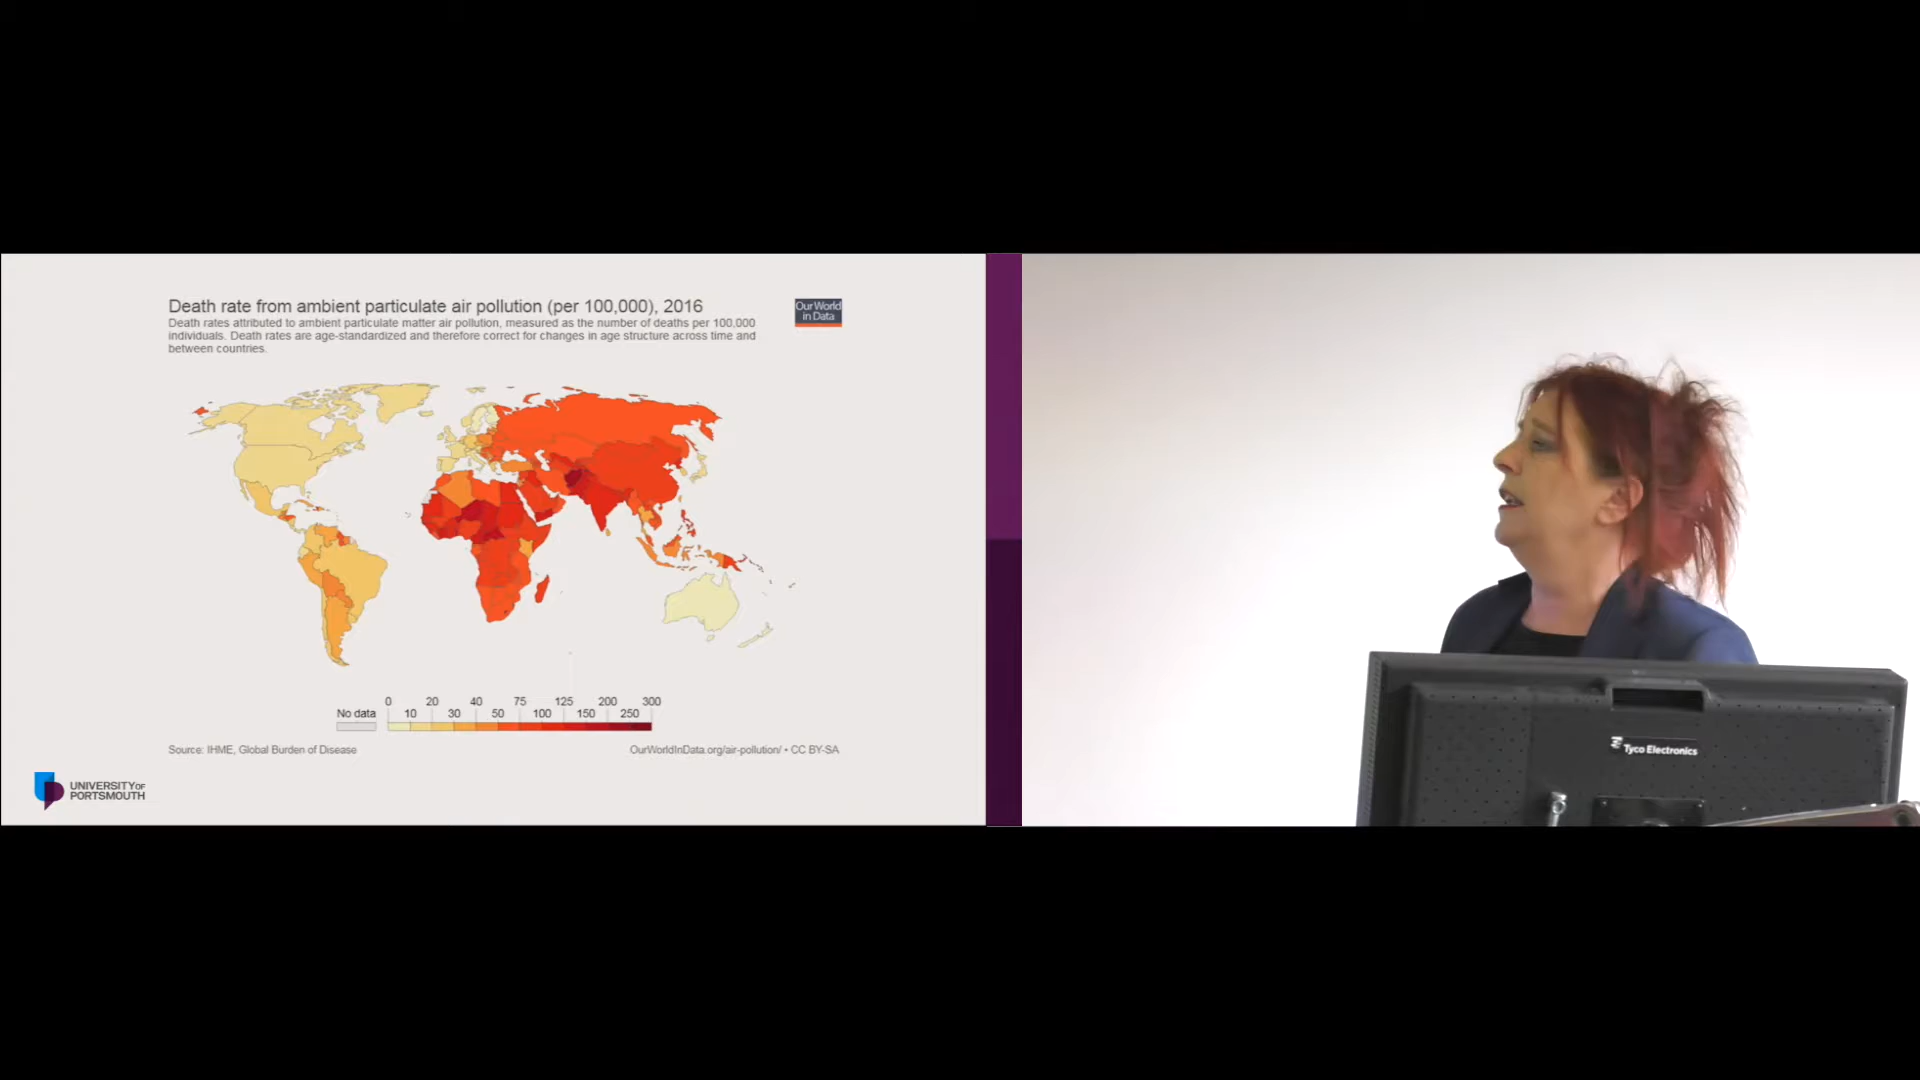 Death rate from ambient particulate air pollution (per 100,000), 2016
Death rates attributed to ambient particulate matter air pollution, measured as the number of deaths per 100,000
individuals. Death rates are age-standardized and therefore correct for changes in age structure across time and
between countries.
Our World
in Data
0 20 40 75 125 200 300
No data 10 30 50 100 150 250
Source: IHME, Global Burden of Disease
OurWorldInData.org/air-pollution/ • CC BY-SA
UNIVERSITY OF
PORTSMOUTH
Tyco Electronics